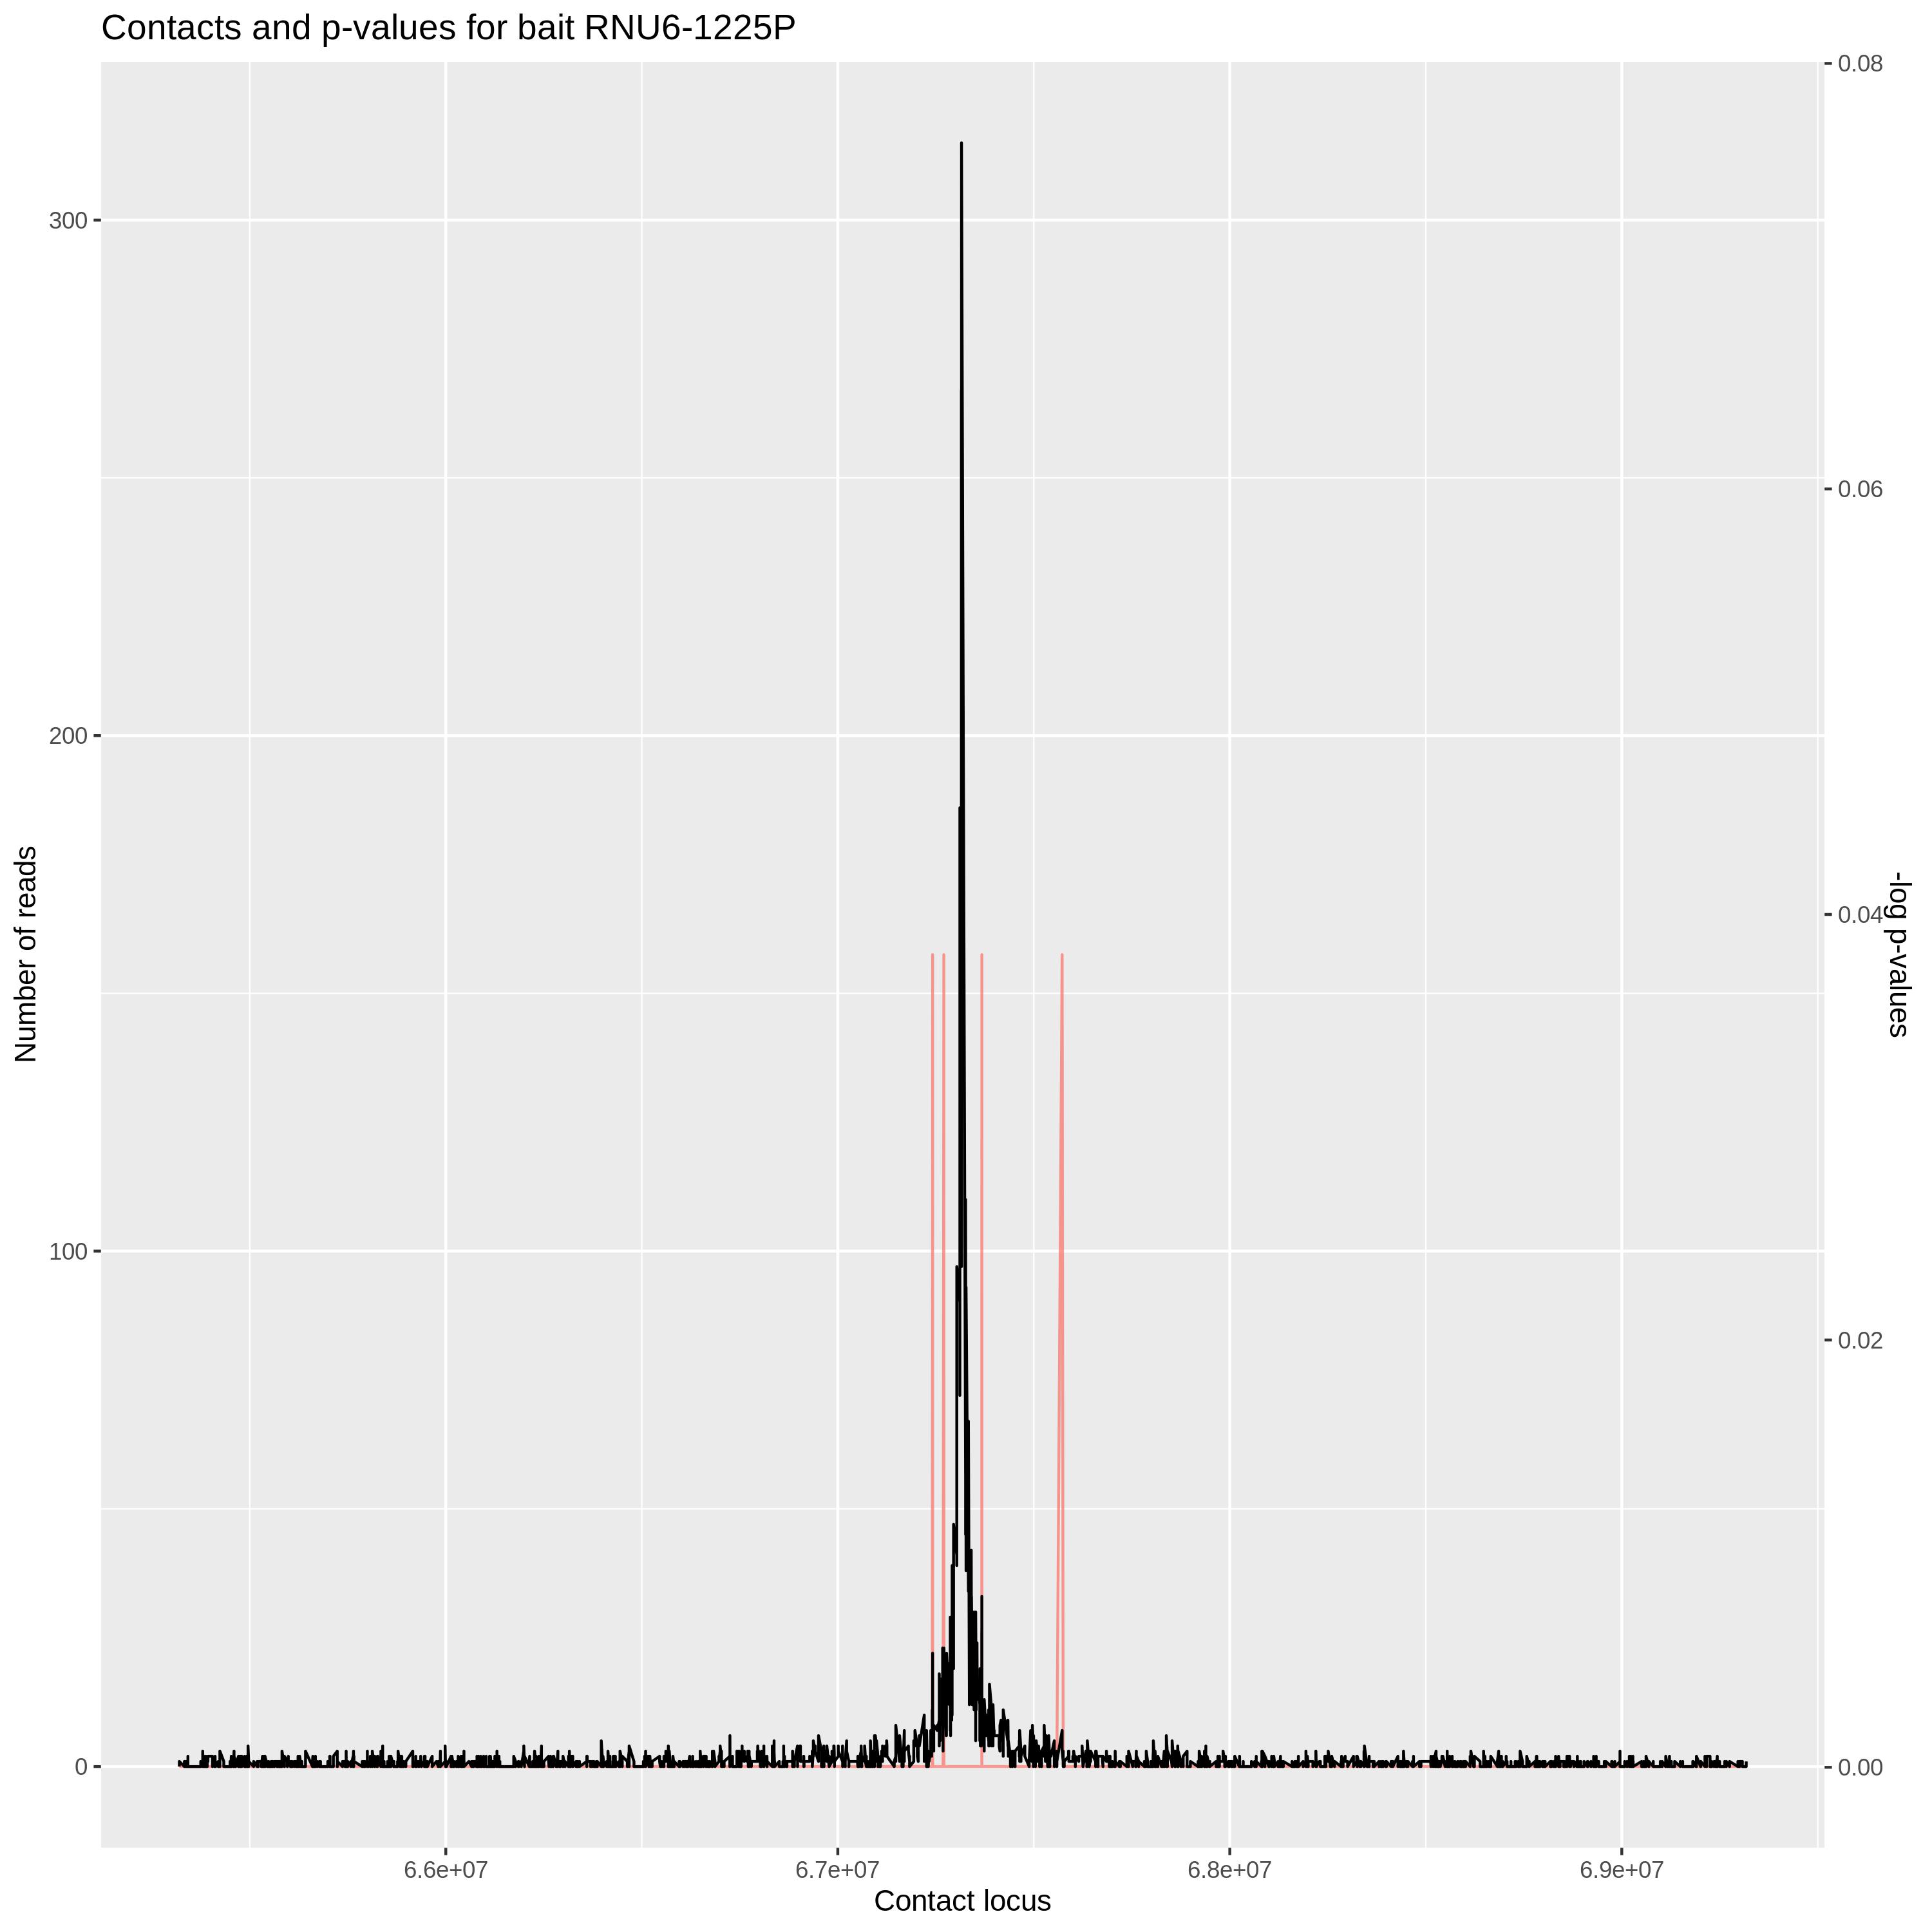 Contacts and p-values for bait RNU6-1225P
0.08
300
0.06
200
Number of reads
-log p-values
0.04
100
0.02
0
0.00
6.6e+07 6.7e+07 6.8e+07 6.9e+07
Contact locus